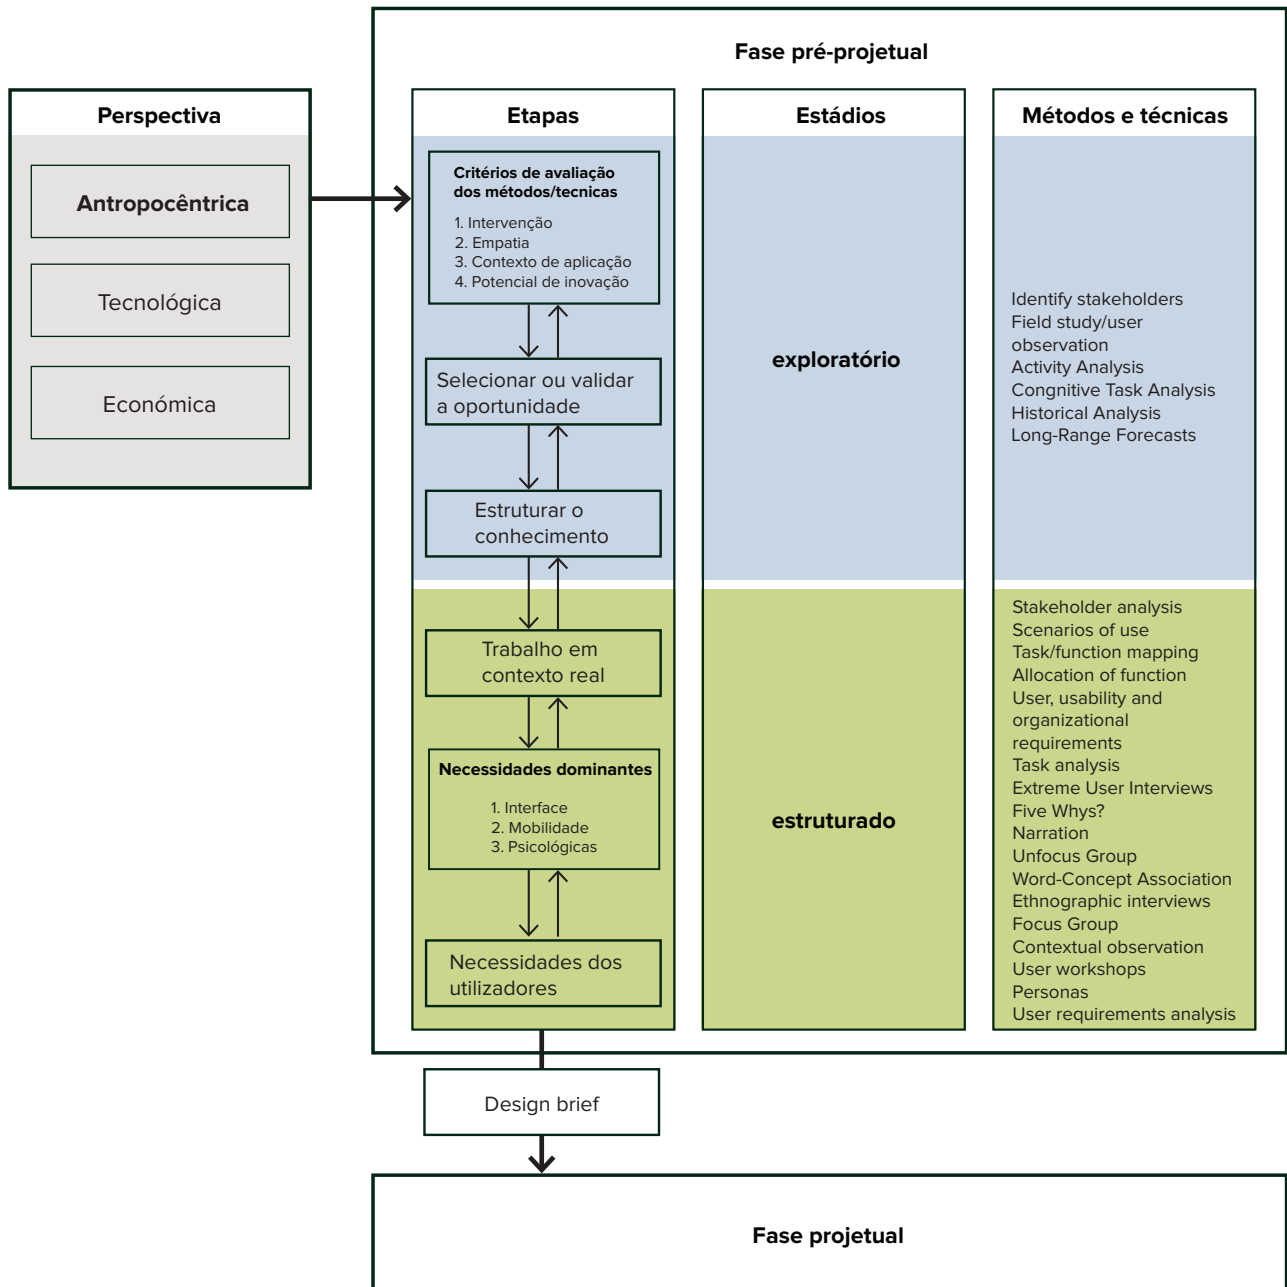 Fase pré-projetual
Perspectiva
Antropocêntrica
Tecnológica
Económica
Etapas
Critérios de avaliação
dos métodos/tecnicas
1. Intervenção
2. Empatia
3. Contexto de aplicação
4. Potencial de inovação
Selecionar ou validar
a oportunidade
Estruturar o
conhecimento
Trabalho em
contexto real
Necessidades dominantes
1. Interface
2. Mobilidade
3. Psicológicas
Necessidades dos
utilizadores
Estádios
exploratório
estruturado
Métodos e técnicas
Identify stakeholders
Field study/user
observation
Activity Analysis
Congnitive Task Analysis
Historical Analysis
Long-Range Forecasts
Stakeholder analysis
Scenarios of use
Task/function mapping
Allocation of function
User, usability and
organizational
requirements
Task analysis
Extreme User Interviews
Five Whys?
Narration
Unfocus Group
Word-Concept Association
Ethnographic interviews
Focus Group
Contextual observation
User workshops
Personas
User requirements analysis
Design brief
Fase projetual